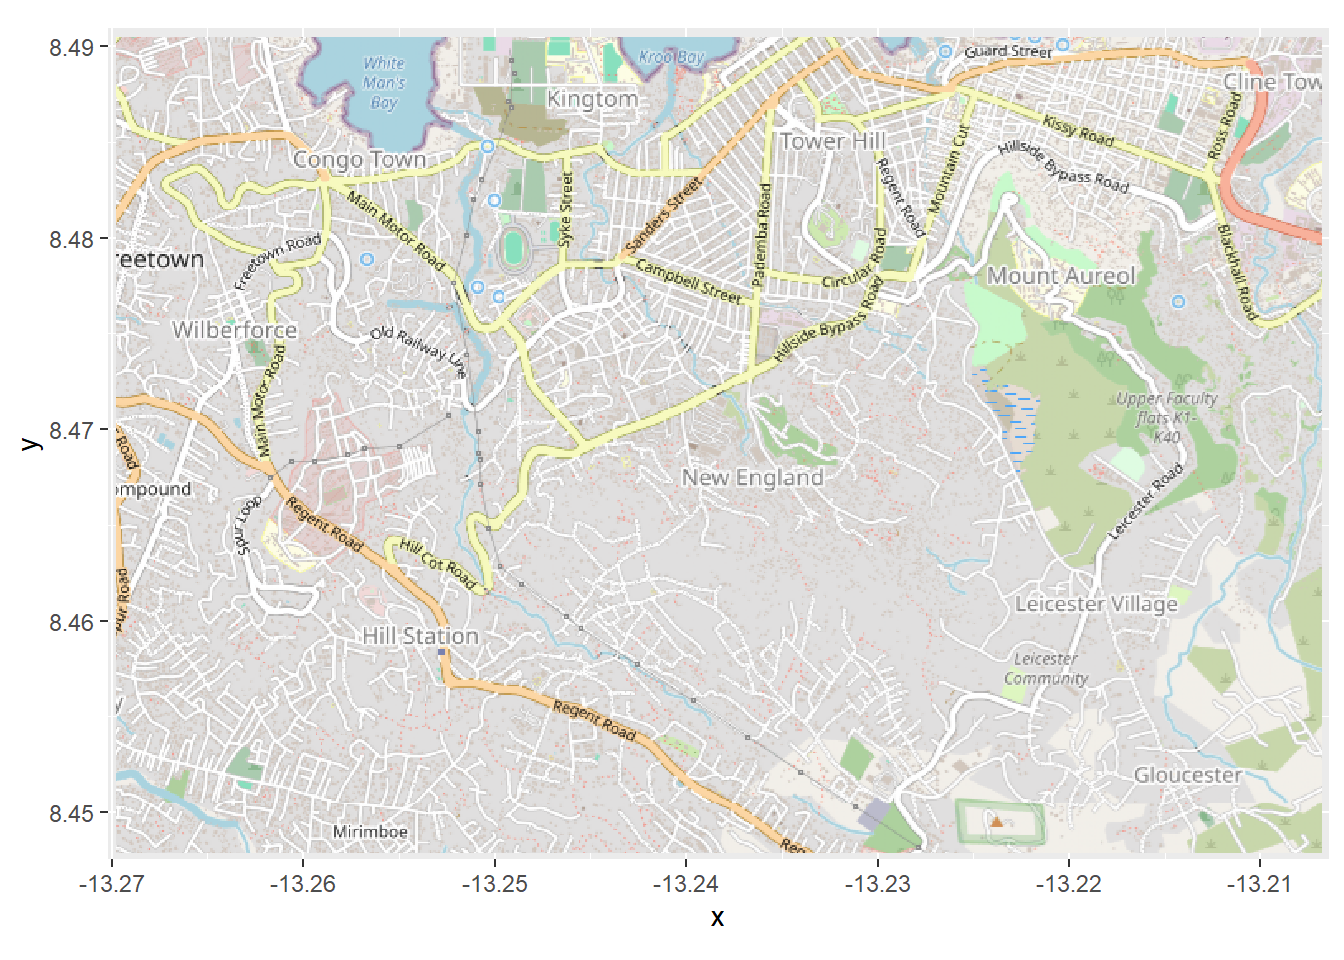 8.49
8.48
8.47
8.46
8.45
y
-13.27
-13.26
-13.25
-13.24
-13.23
-13.22
-13.21
x
White
Man's
Bay
Kroo Bay
Guard Street
Cline Tow
Kingtom
Tower Hill
Kissy Road
Ross Road
Congo Town
Hillside Bypass Road
Mountain Cut
Regent Road
Main Motor Road
Syke Street
Sanders Street
Pademba Road
Freetown Road
reetown
Campbell Street
Circular Road
Mount Aureol
Blackhall Road
Wilberforce
Old Railway Line
Hillside Bypass Road
Main Motor Road
Upper Faculty
flats K1-
K40
Road
ompound
New England
Leicester Road
Spur Loop
Regent Road
Hill Cot Road
ur Road
Leicester Village
Hill Station
Leicester
Community
y
Regent Road
Gloucester
Mirimboe
Reg